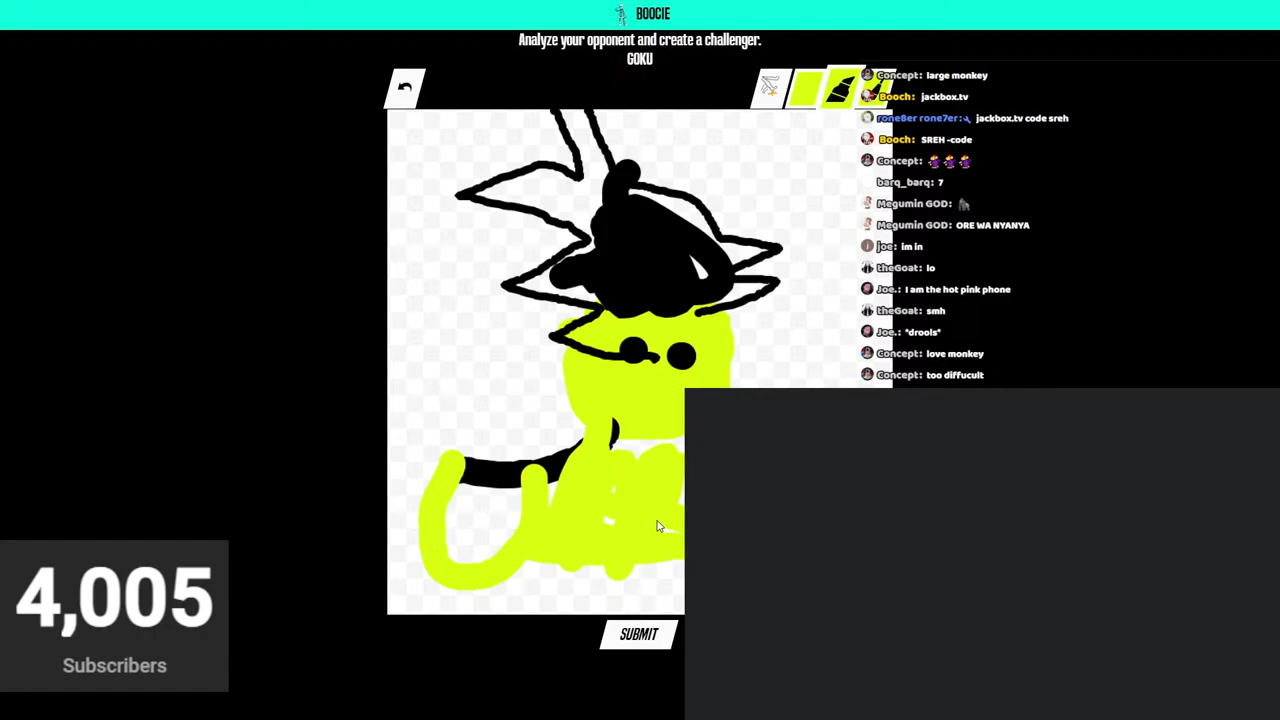 BOOCIE
Analyze your opponent and create a challenger.
GOKU
Concept: large monkey
Booch: jackbox.tv
rone8er rone7er: jackbox.tv code sreh
Booch: SREH -code
Concept:
barq_barq: 7
Megumin GOD:
Megumin GOD: ORE WA NYANYA
joe: im in
theGoat: lo
Joe.: I am the hot pink phone
theGoat: smh
Joe.: *drools*
Concept: love monkey
Concept: too diffucult
SUBMIT
4,005
Subscribers